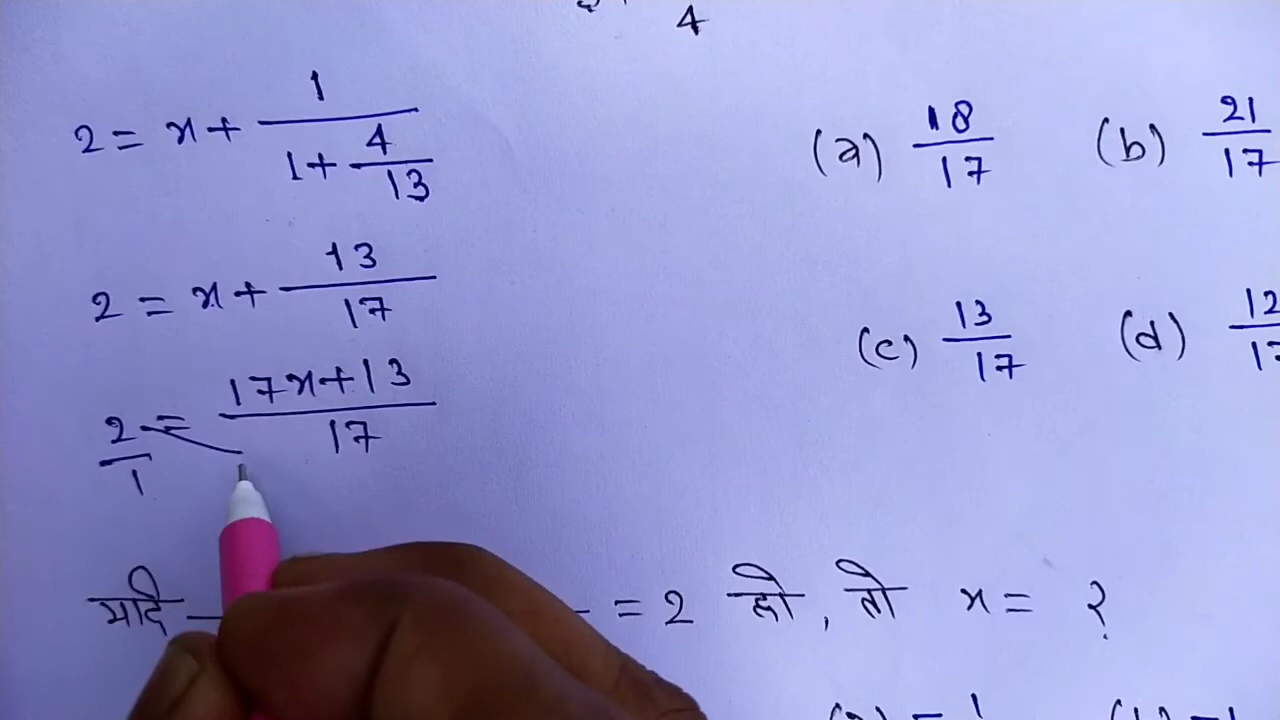 4
2 = x + 1
1 + 4
13
(a) 18/17 (b) 21/17
2 = x + 13/17
(c) 13/17 (d) 12
2/1 = 17x+13/17
यदि = 2 हो, तो x = ?